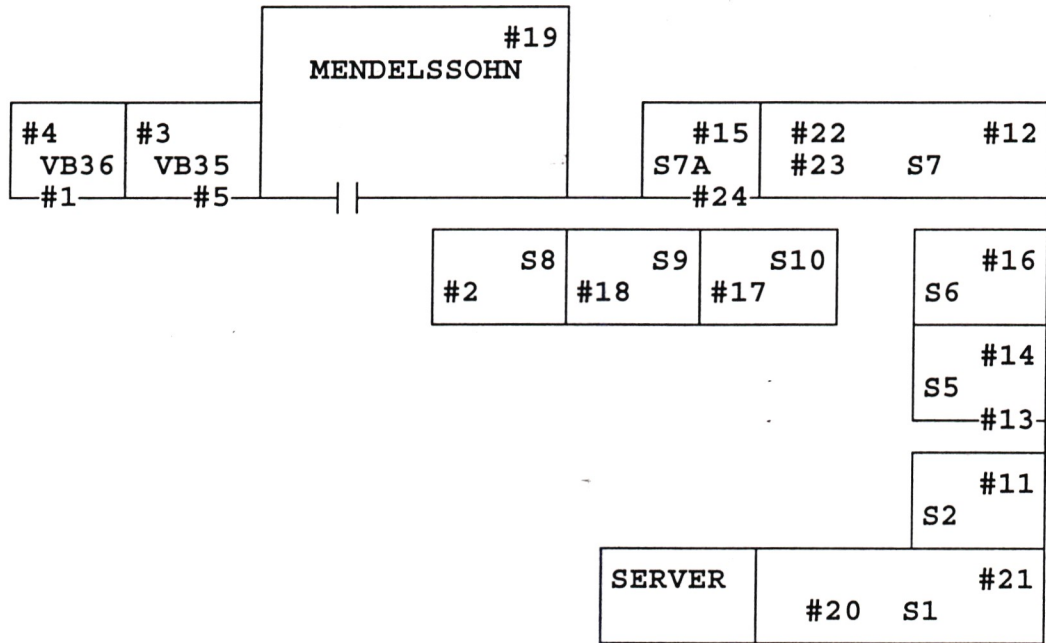 #19
MENDELSSOHN
#4 #3 #15 #22 #12
VB36 VB35 S7A #23 S7
#1 #5 #24
S8 S9 S10 #16
#2 #18 #17 S6
#14
S5
#13
#11
S2
SERVER #21
#20 S1